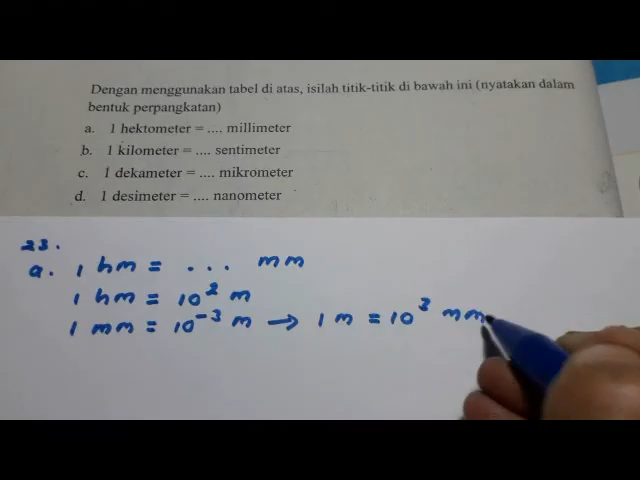 Dengan menggunakan tabel di atas, isilah titik-titik di bawah ini (nyatakan dalam
bentuk perpangkatan)
a. 1 hektometer = .... millimeter
b. 1 kilometer = .... sentimeter
c. 1 dekameter = .... mikrometer
d. 1 desimeter = .... nanometer
23.
a. 1 hm = ... mm
1 hm = 10² m
1 mm = 10⁻³ m → 1 m = 10³ mm